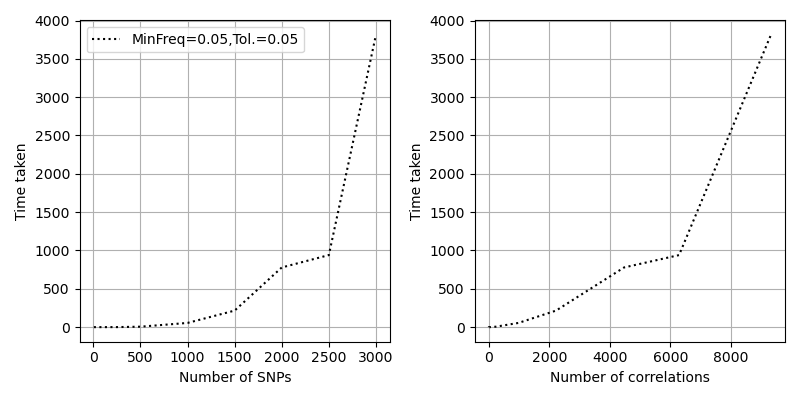 4000
3500
3000
2500
2000
1500
1000
500
0
Time taken
MinFreq=0.05,Tol.=0.05
0 500 1000 1500 2000 2500 3000
Number of SNPs
4000
3500
3000
2500
2000
1500
1000
500
0
Time taken
0 2000 4000 6000 8000
Number of correlations